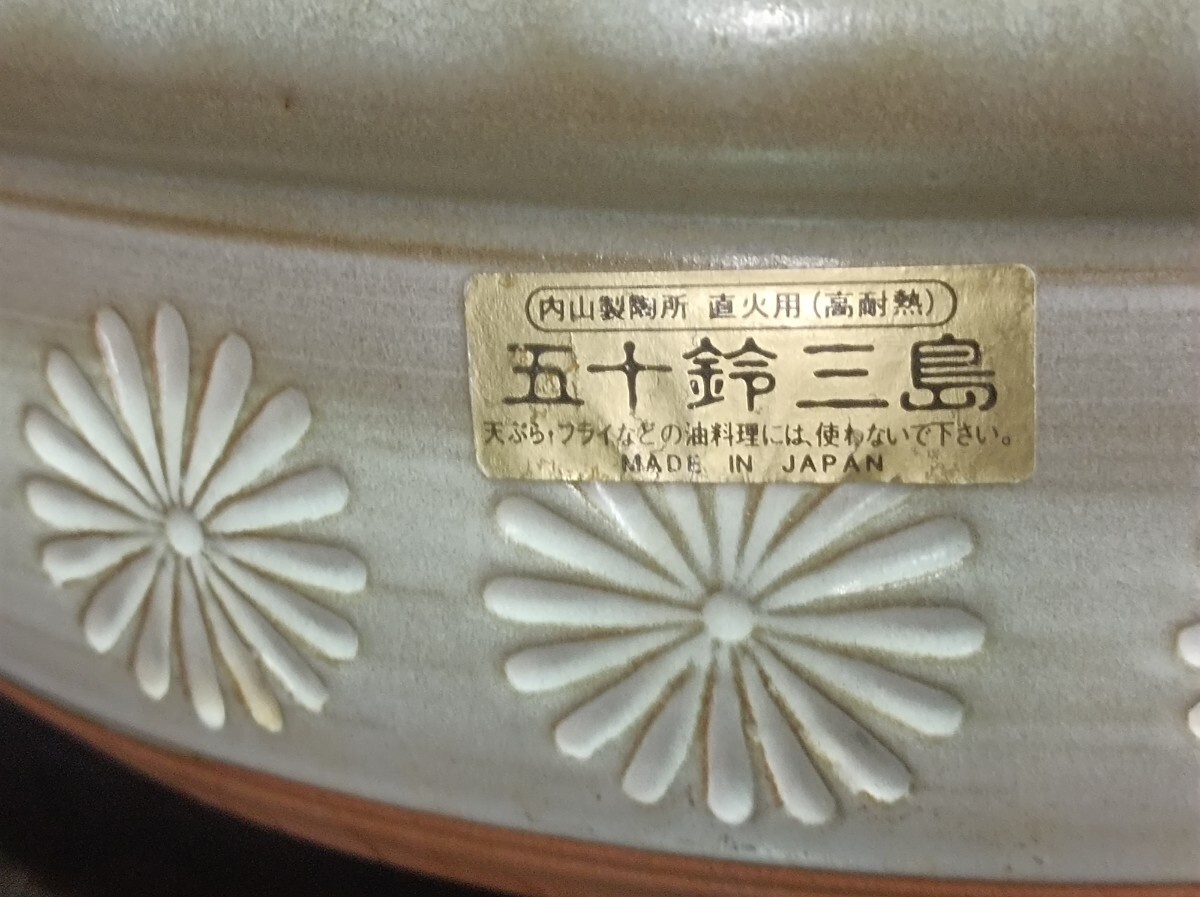 内山製陶所 直火用(高耐熱)
五十鈴三島
天ぷら,フライなどの油料理には、使わないで下さい。
MADE IN JAPAN